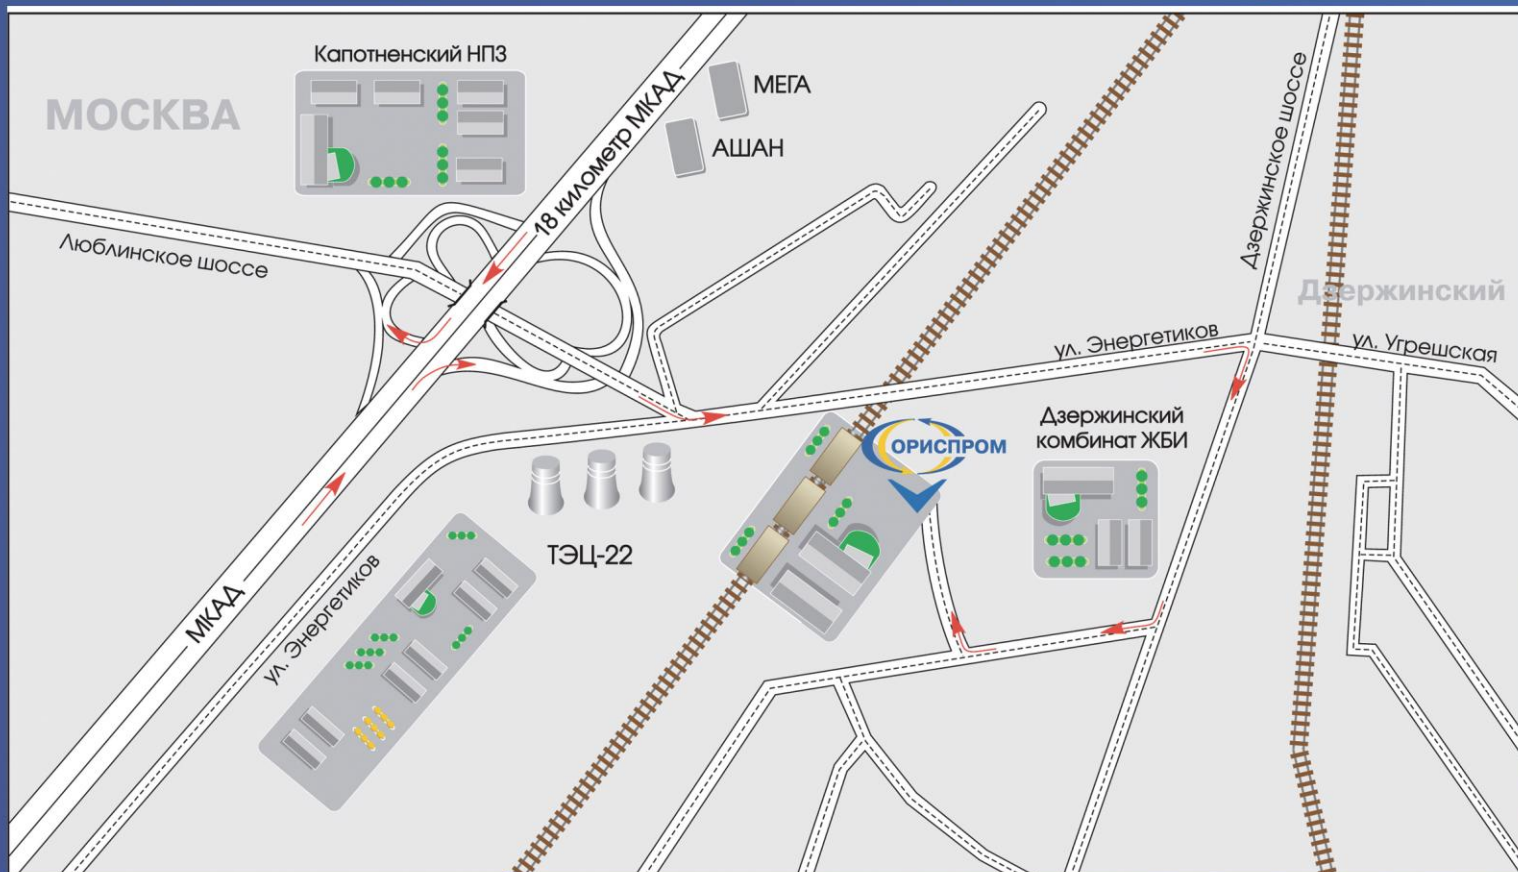 Капотненский НПЗ
МОСКВА
МЕГА
АШАН
18 километр МКАД
Дзержинское шоссе
Люблинское шоссе
Дзержинский
ул. Энергетиков
ул. Угрешская
Дзержинский
комбинат ЖБИ
ОРИСПРОМ
ТЭЦ-22
МКАД
ул. Энергетиков